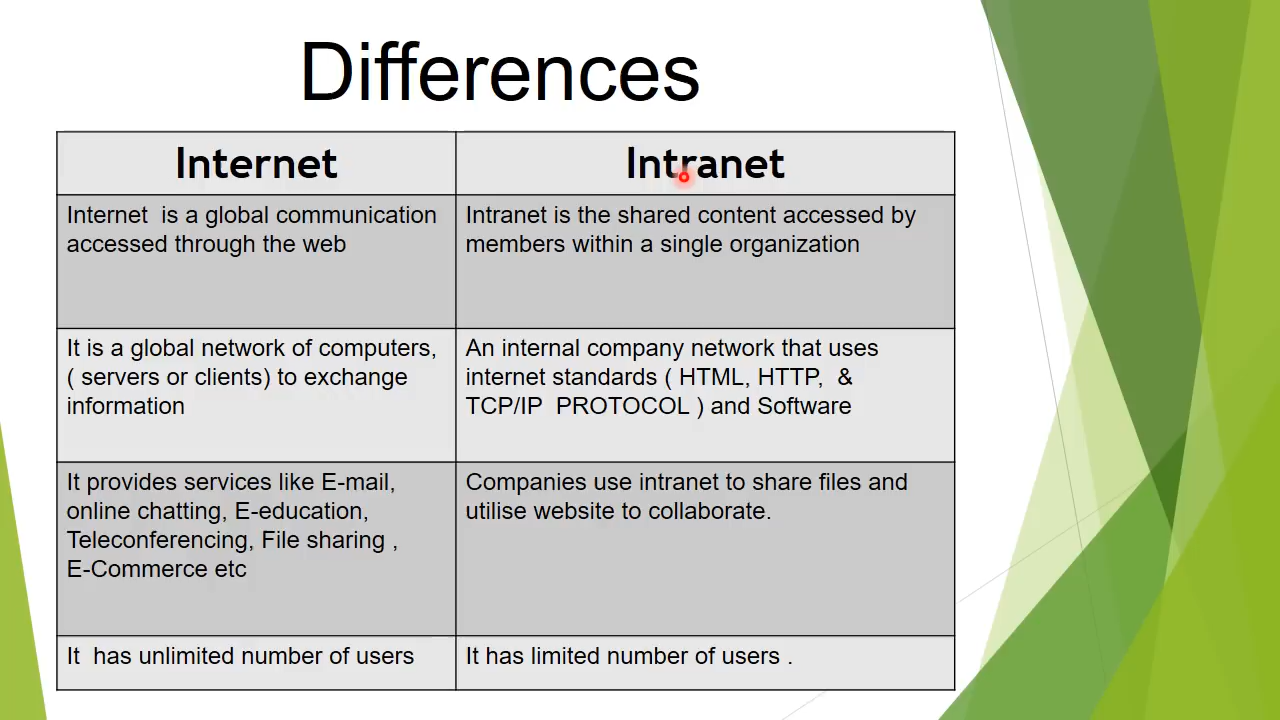 Differences
Internet
Intranet
Internet  is a global communication
accessed through the web
Intranet is the shared content accessed by
members within a single organization
It is a global network of computers,
( servers or clients) to exchange
information
An internal company network that uses
internet standards ( HTML, HTTP,  &
TCP/IP  PROTOCOL ) and Software
It provides services like E-mail,
online chatting, E-education,
Teleconferencing, File sharing ,
E-Commerce etc
Companies use intranet to share files and
utilise website to collaborate.
It  has unlimited number of users
It has limited number of users .